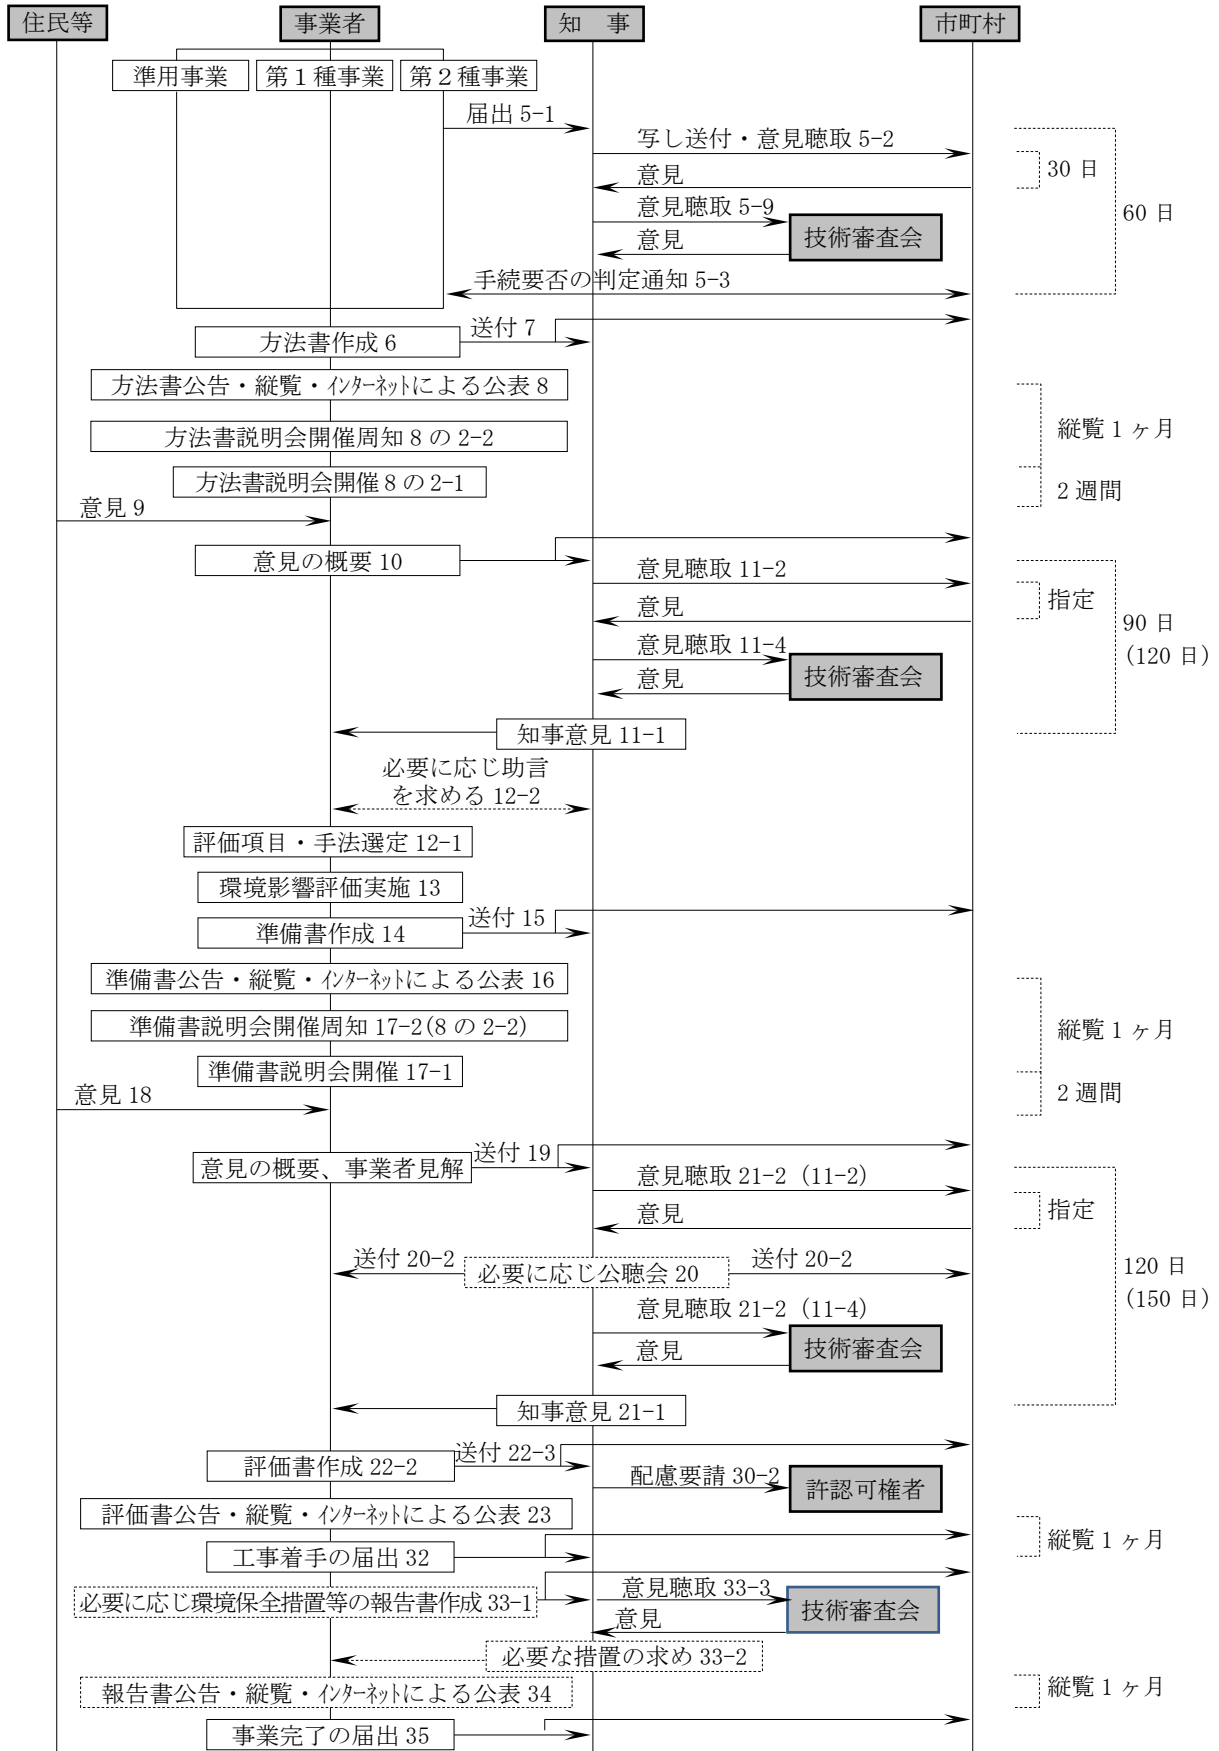 住民等
事業者
知　事
市町村
準用事業
第１種事業
第２種事業
届出 5-1
写し送付・意見聴取 5-2
30 日
意見
意見聴取 5-9
60 日
意見
技術審査会
手続要否の判定通知 5-3
送付 7
方法書作成 6
方法書公告・縦覧・インターネットによる公表 8
方法書説明会開催周知 8 の 2-2
縦覧 1 ヶ月
方法書説明会開催 8 の 2-1
2 週間
意見 9
意見の概要 10
意見聴取 11-2
指定
意見
90 日
(120 日)
意見聴取 11-4
意見
技術審査会
知事意見 11-1
必要に応じ助言
を求める 12-2
評価項目・手法選定 12-1
環境影響評価実施 13
送付 15
準備書作成 14
準備書公告・縦覧・インターネットによる公表 16
準備書説明会開催周知 17-2(8 の 2-2)
縦覧 1 ヶ月
準備書説明会開催 17-1
2 週間
意見 18
送付 19
意見の概要、事業者見解
意見聴取 21-2 (11-2)
指定
意見
送付 20-2
必要に応じ公聴会 20
送付 20-2
120 日
(150 日)
意見聴取 21-2 (11-4)
意見
技術審査会
知事意見 21-1
送付 22-3
評価書作成 22-2
配慮要請 30-2
許認可権者
評価書公告・縦覧・インターネットによる公表 23
縦覧 1 ヶ月
工事着手の届出 32
必要に応じ環境保全措置等の報告書作成 33-1
意見聴取 33-3
意見
技術審査会
必要な措置の求め 33-2
報告書公告・縦覧・インターネットによる公表 34
縦覧 1 ヶ月
事業完了の届出 35